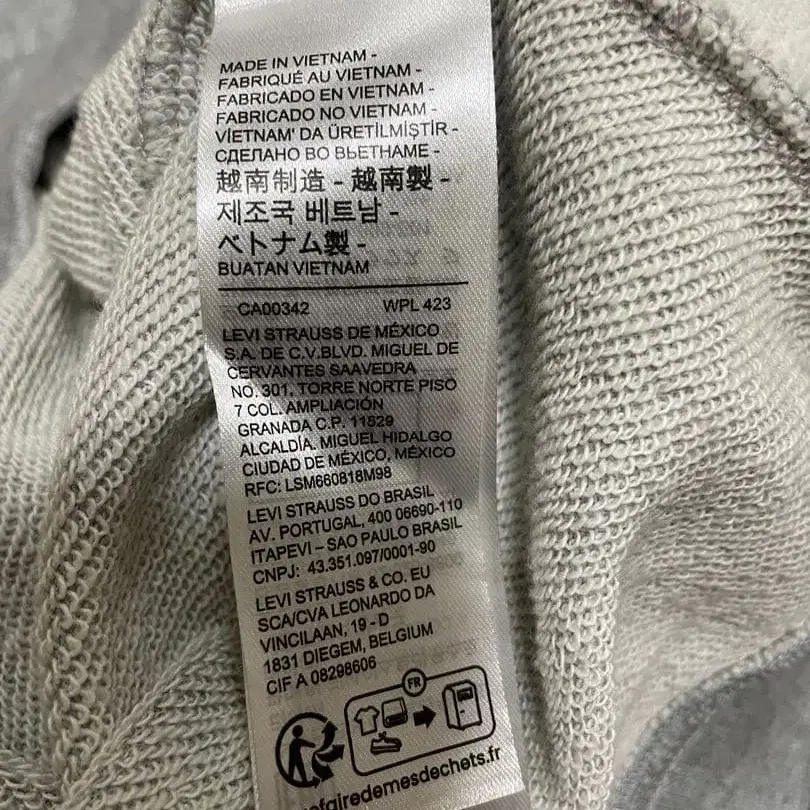 MADE IN VIETNAM -
FABRIQUÉ AU VIETNAM -
FABRICADO EN VIETNAM -
FABRICADO NO VIETNAM -
VİETNAM' DA ÜRETİLMİŞTİR -
СДЕЛАНО ВО ВЬЕТНАМЕ -
越南制造 - 越南製 -
제조국 베트남 -
ベトナム製 -
BUATAN VIETNAM
CA00342 WPL 423
LEVI STRAUSS DE MÉXICO
S.A. DE C.V.BLVD. MIGUEL DE
CERVANTES SAAVEDRA
NO. 301, TORRE NORTE PISO
7 COL. AMPLIACIÓN
GRANADA C.P. 11529
ALCALDÍA. MIGUEL HIDALGO
CIUDAD DE MÉXICO, MÉXICO
RFC: LSM660818M98
LEVI STRAUSS DO BRASIL
AV. PORTUGAL, 400 06690-110
ITAPEVI – SAO PAULO BRASIL
CNPJ: 43.351.097/0001-90
LEVI STRAUSS & CO. EU
SCA/CVA LEONARDO DA
VINCILAAN, 19 - D
1831 DIEGEM, BELGIUM
CIF A 08298606
FR
efairedemesdechets.fr